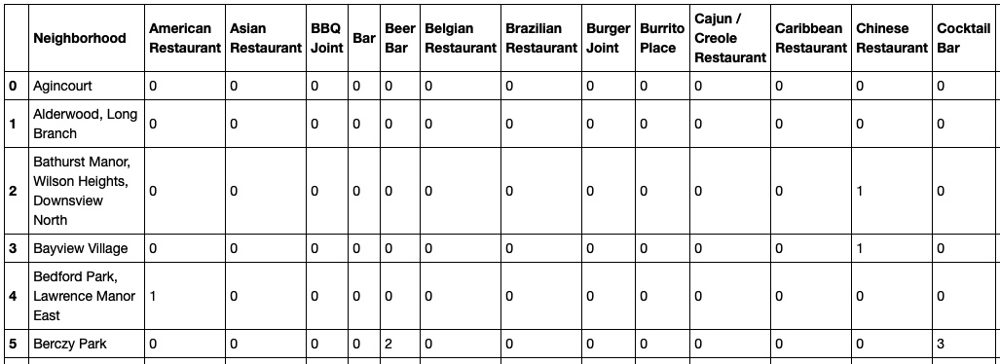 Neighborhood American Restaurant Asian Restaurant BBQ Joint Bar Beer Bar Belgian Restaurant Brazilian Restaurant Burger Joint Burrito Place Cajun / Creole Restaurant Caribbean Restaurant Chinese Restaurant Cocktail Bar
0 Agincourt 0 0 0 0 0 0 0 0 0 0 0 0 0
1 Alderwood, Long Branch 0 0 0 0 0 0 0 0 0 0 0 0 0
2 Bathurst Manor, Wilson Heights, Downsview North 0 0 0 0 0 0 0 0 0 0 0 1 0
3 Bayview Village 0 0 0 0 0 0 0 0 0 0 0 1 0
4 Bedford Park, Lawrence Manor East 1 0 0 0 0 0 0 0 0 0 0 0 0
5 Berczy Park 0 0 0 0 2 0 0 0 0 0 0 0 3